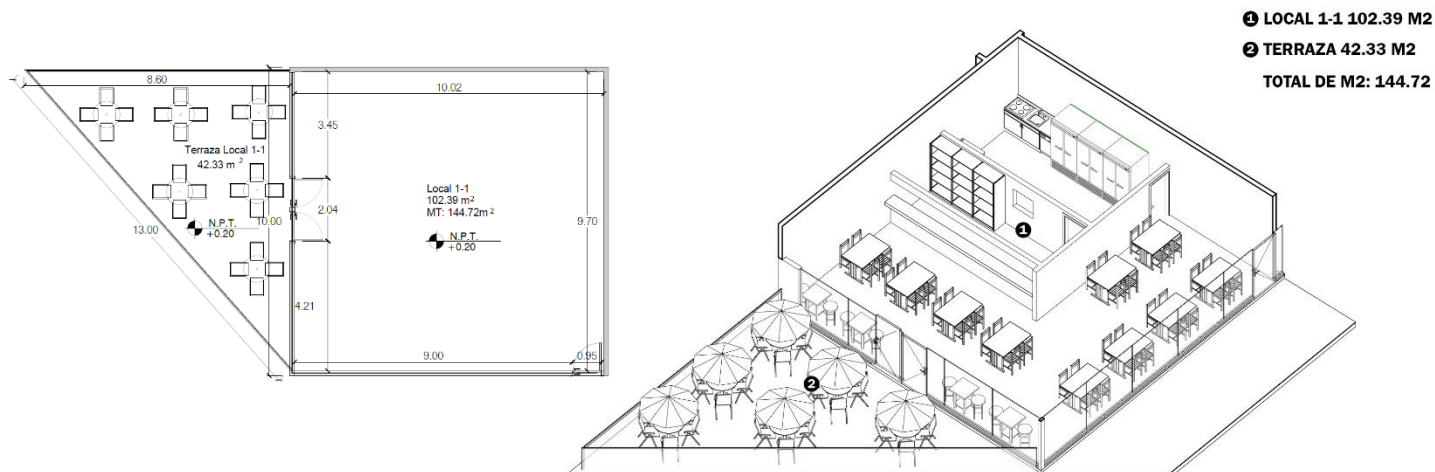 ❶ LOCAL 1-1 102.39 M2
❷ TERRAZA 42.33 M2
TOTAL DE M2: 144.72
8.60
10.02
3.45
Terraza Local 1-1
42.33 m 2
Local 1-1
102.39 m²
MT: 144.72m 2
2.04
N.P.T.
+0.20
10.00
9.70
13.00
N.P.T.
+0.20
4.21
9.00
0.95
1
2